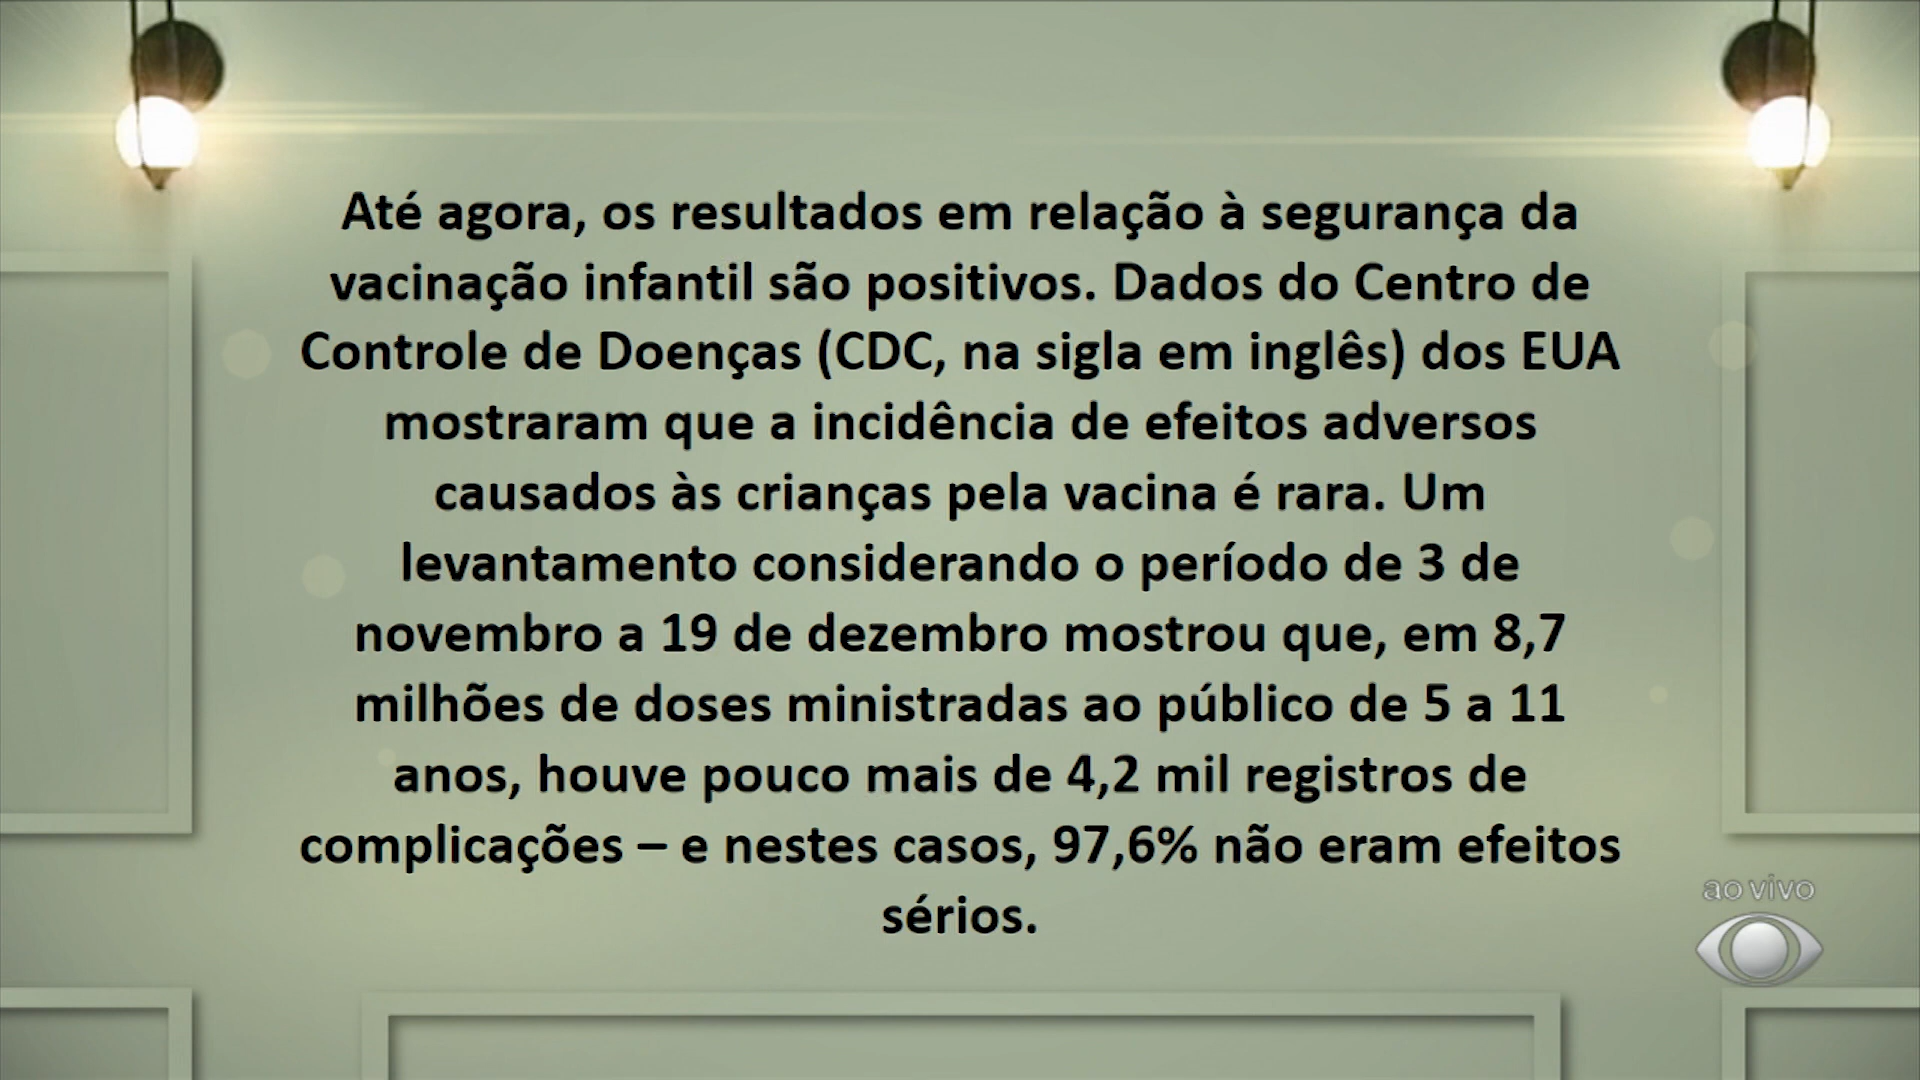 Até agora, os resultados em relação à segurança da
vacinação infantil são positivos. Dados do Centro de
Controle de Doenças (CDC, na sigla em inglês) dos EUA
mostraram que a incidência de efeitos adversos
causados às crianças pela vacina é rara. Um
levantamento considerando o período de 3 de
novembro a 19 de dezembro mostrou que, em 8,7
milhões de doses ministradas ao público de 5 a 11
anos, houve pouco mais de 4,2 mil registros de
complicações – e nestes casos, 97,6% não eram efeitos
sérios.
ao vivo